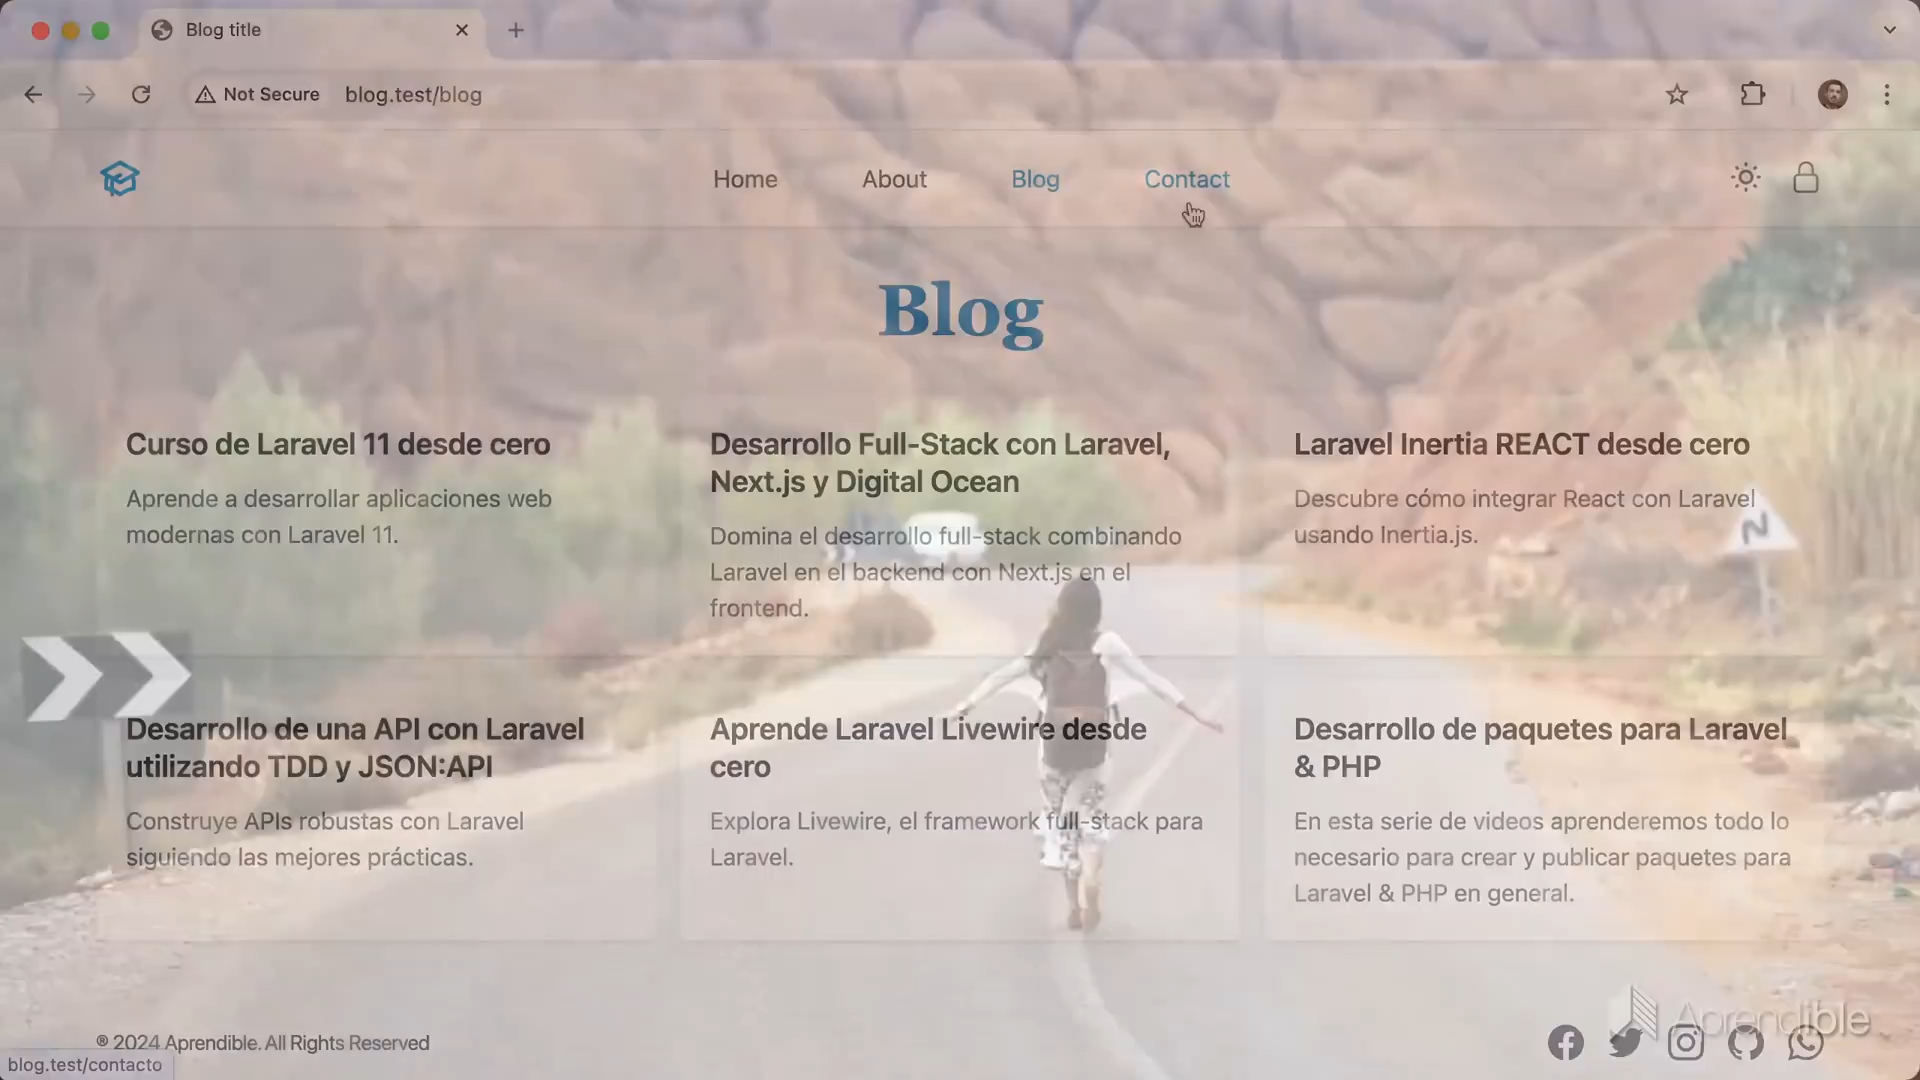 Blog title
Not Secure blog.test/blog
Home About Blog Contact
Blog
Curso de Laravel 11 desde cero
Aprende a desarrollar aplicaciones web
modernas con Laravel 11.
Desarrollo Full-Stack con Laravel,
Next.js y Digital Ocean
Domina el desarrollo full-stack combinando
Laravel en el backend con Next.js en el
frontend.
Laravel Inertia REACT desde cero
Descubre cómo integrar React con Laravel
usando Inertia.js.
Desarrollo de una API con Laravel
utilizando TDD y JSON:API
Construye APIs robustas con Laravel
siguiendo las mejores prácticas.
Aprende Laravel Livewire desde
cero
Explora Livewire, el framework full-stack para
Laravel.
Desarrollo de paquetes para Laravel
& PHP
En esta serie de videos aprenderemos todo lo
necesario para crear y publicar paquetes para
Laravel & PHP en general.
® 2024 Aprendible. All Rights Reserved
Aprendible
blog.test/contacto